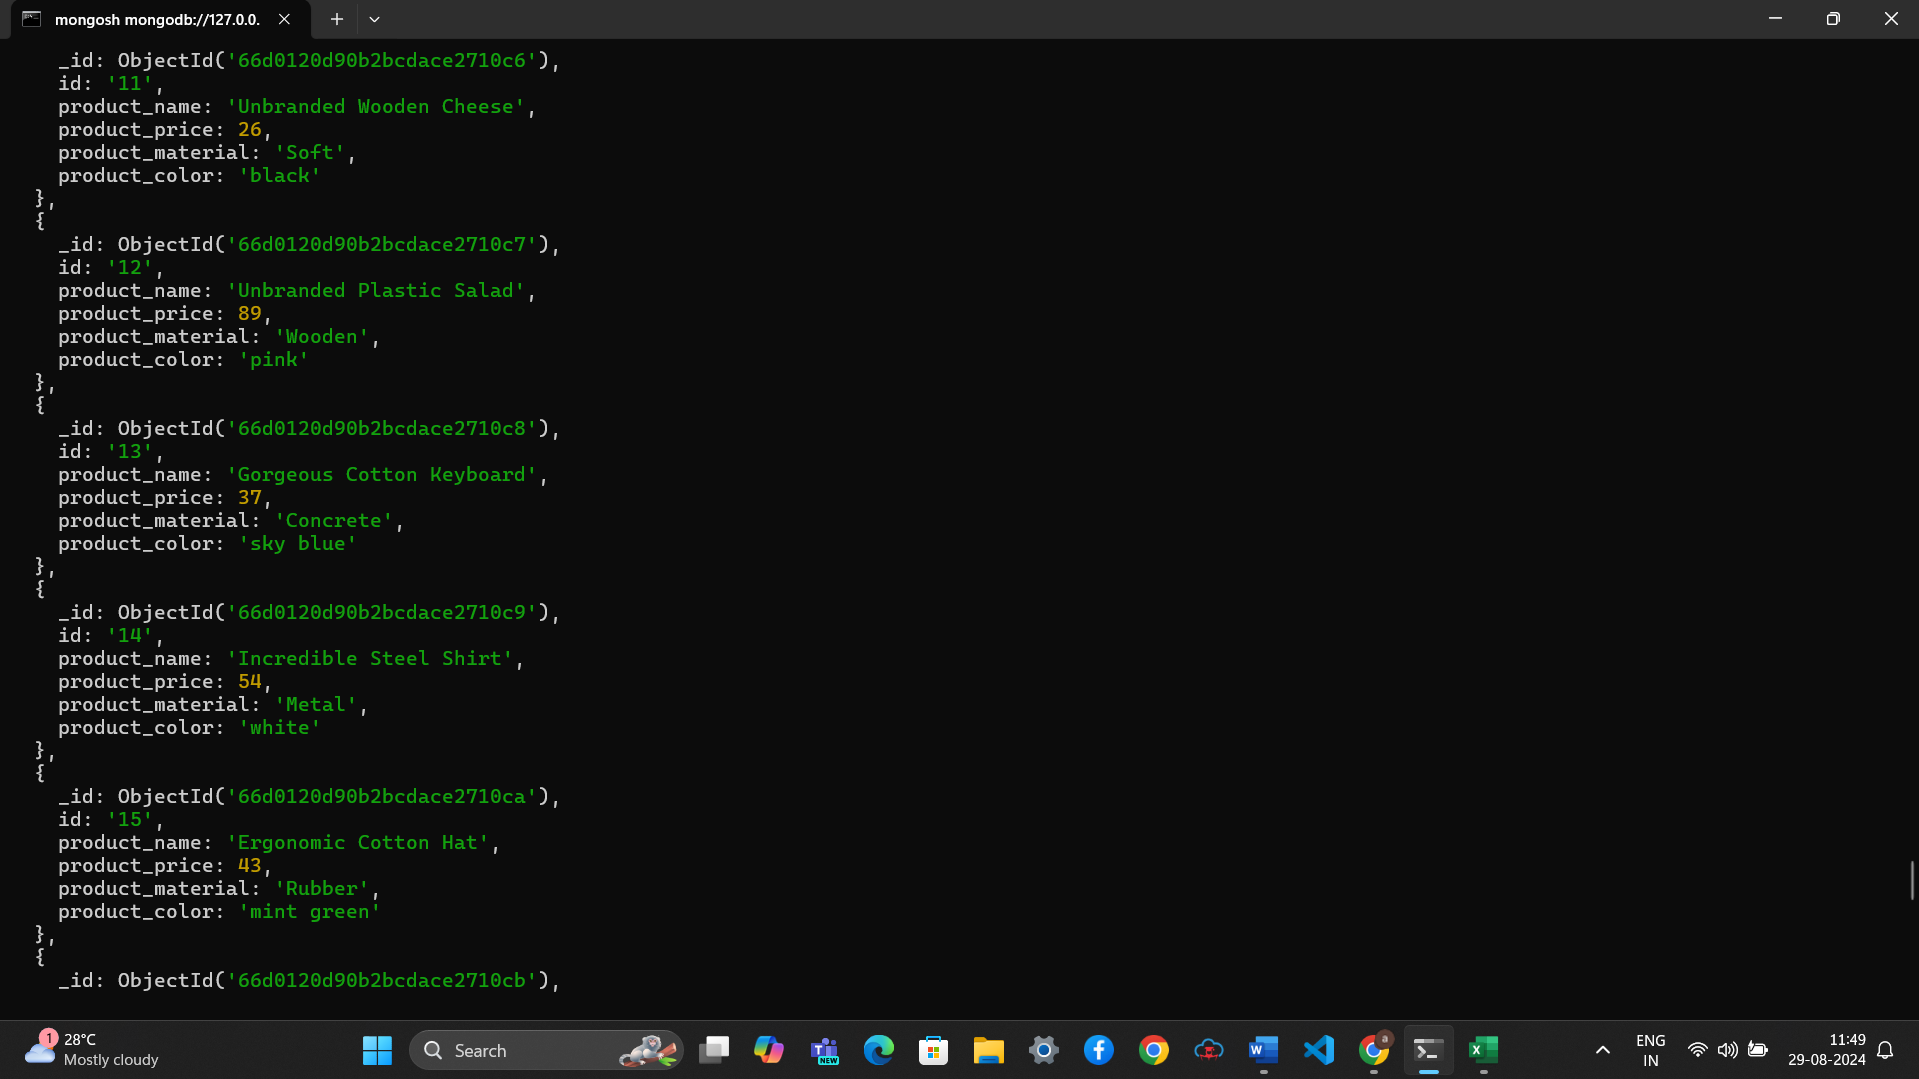 mongosh mongodb://127.0.0.
_id: ObjectId('66d0120d90b2bcdace2710c6'),
id: '11',
product_name: 'Unbranded Wooden Cheese',
product_price: 26,
product_material: 'Soft',
product_color: 'black'
},
{
_id: ObjectId('66d0120d90b2bcdace2710c7'),
id: '12',
product_name: 'Unbranded Plastic Salad',
product_price: 89,
product_material: 'Wooden',
product_color: 'pink'
},
{
_id: ObjectId('66d0120d90b2bcdace2710c8'),
id: '13',
product_name: 'Gorgeous Cotton Keyboard',
product_price: 37,
product_material: 'Concrete',
product_color: 'sky blue'
},
{
_id: ObjectId('66d0120d90b2bcdace2710c9'),
id: '14',
product_name: 'Incredible Steel Shirt',
product_price: 54,
product_material: 'Metal',
product_color: 'white'
},
{
_id: ObjectId('66d0120d90b2bcdace2710ca'),
id: '15',
product_name: 'Ergonomic Cotton Hat',
product_price: 43,
product_material: 'Rubber',
product_color: 'mint green'
},
{
_id: ObjectId('66d0120d90b2bcdace2710cb'),
1
28°C
Mostly cloudy
Search
T
NEW
W
a
X
ENG
IN
11:49
29-08-2024